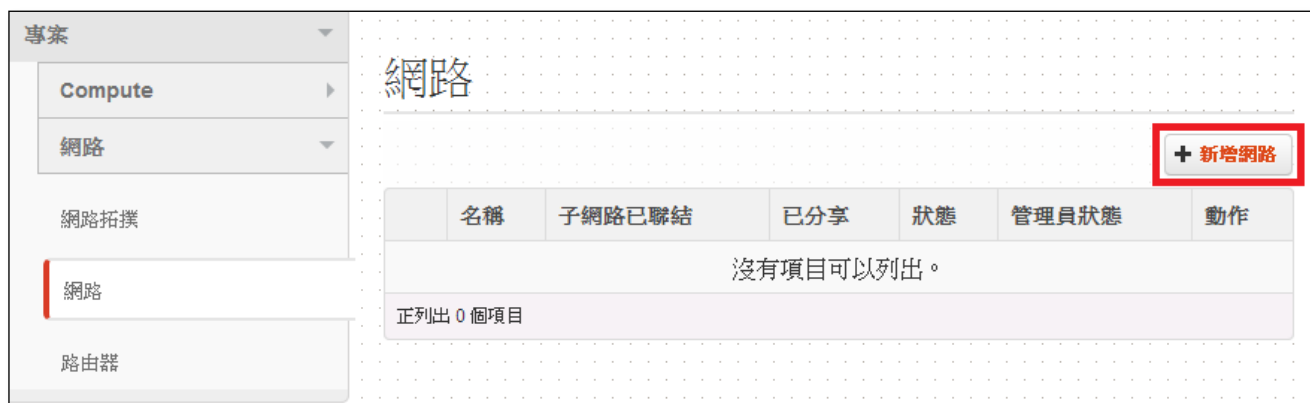 專案
Compute
網路
網路拓撲
網路
路由器
網路
+ 新增網路
名稱 子網路已聯結 已分享 狀態 管理員狀態 動作
沒有項目可以列出。
正列出 0 個項目